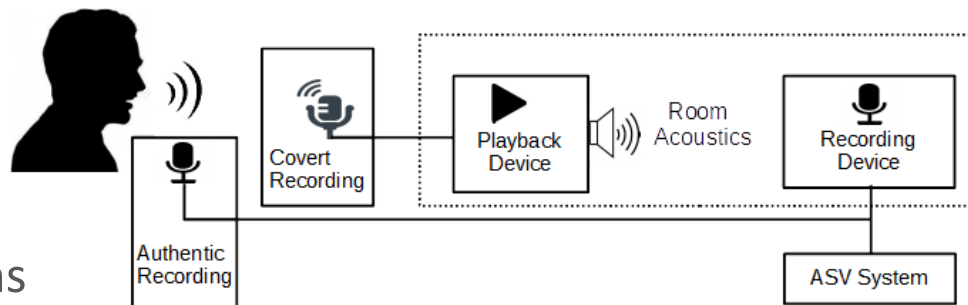 Covert
Recording
Playback
Device
Room
Acoustics
Recording
Device
Authentic
Recording
ASV System